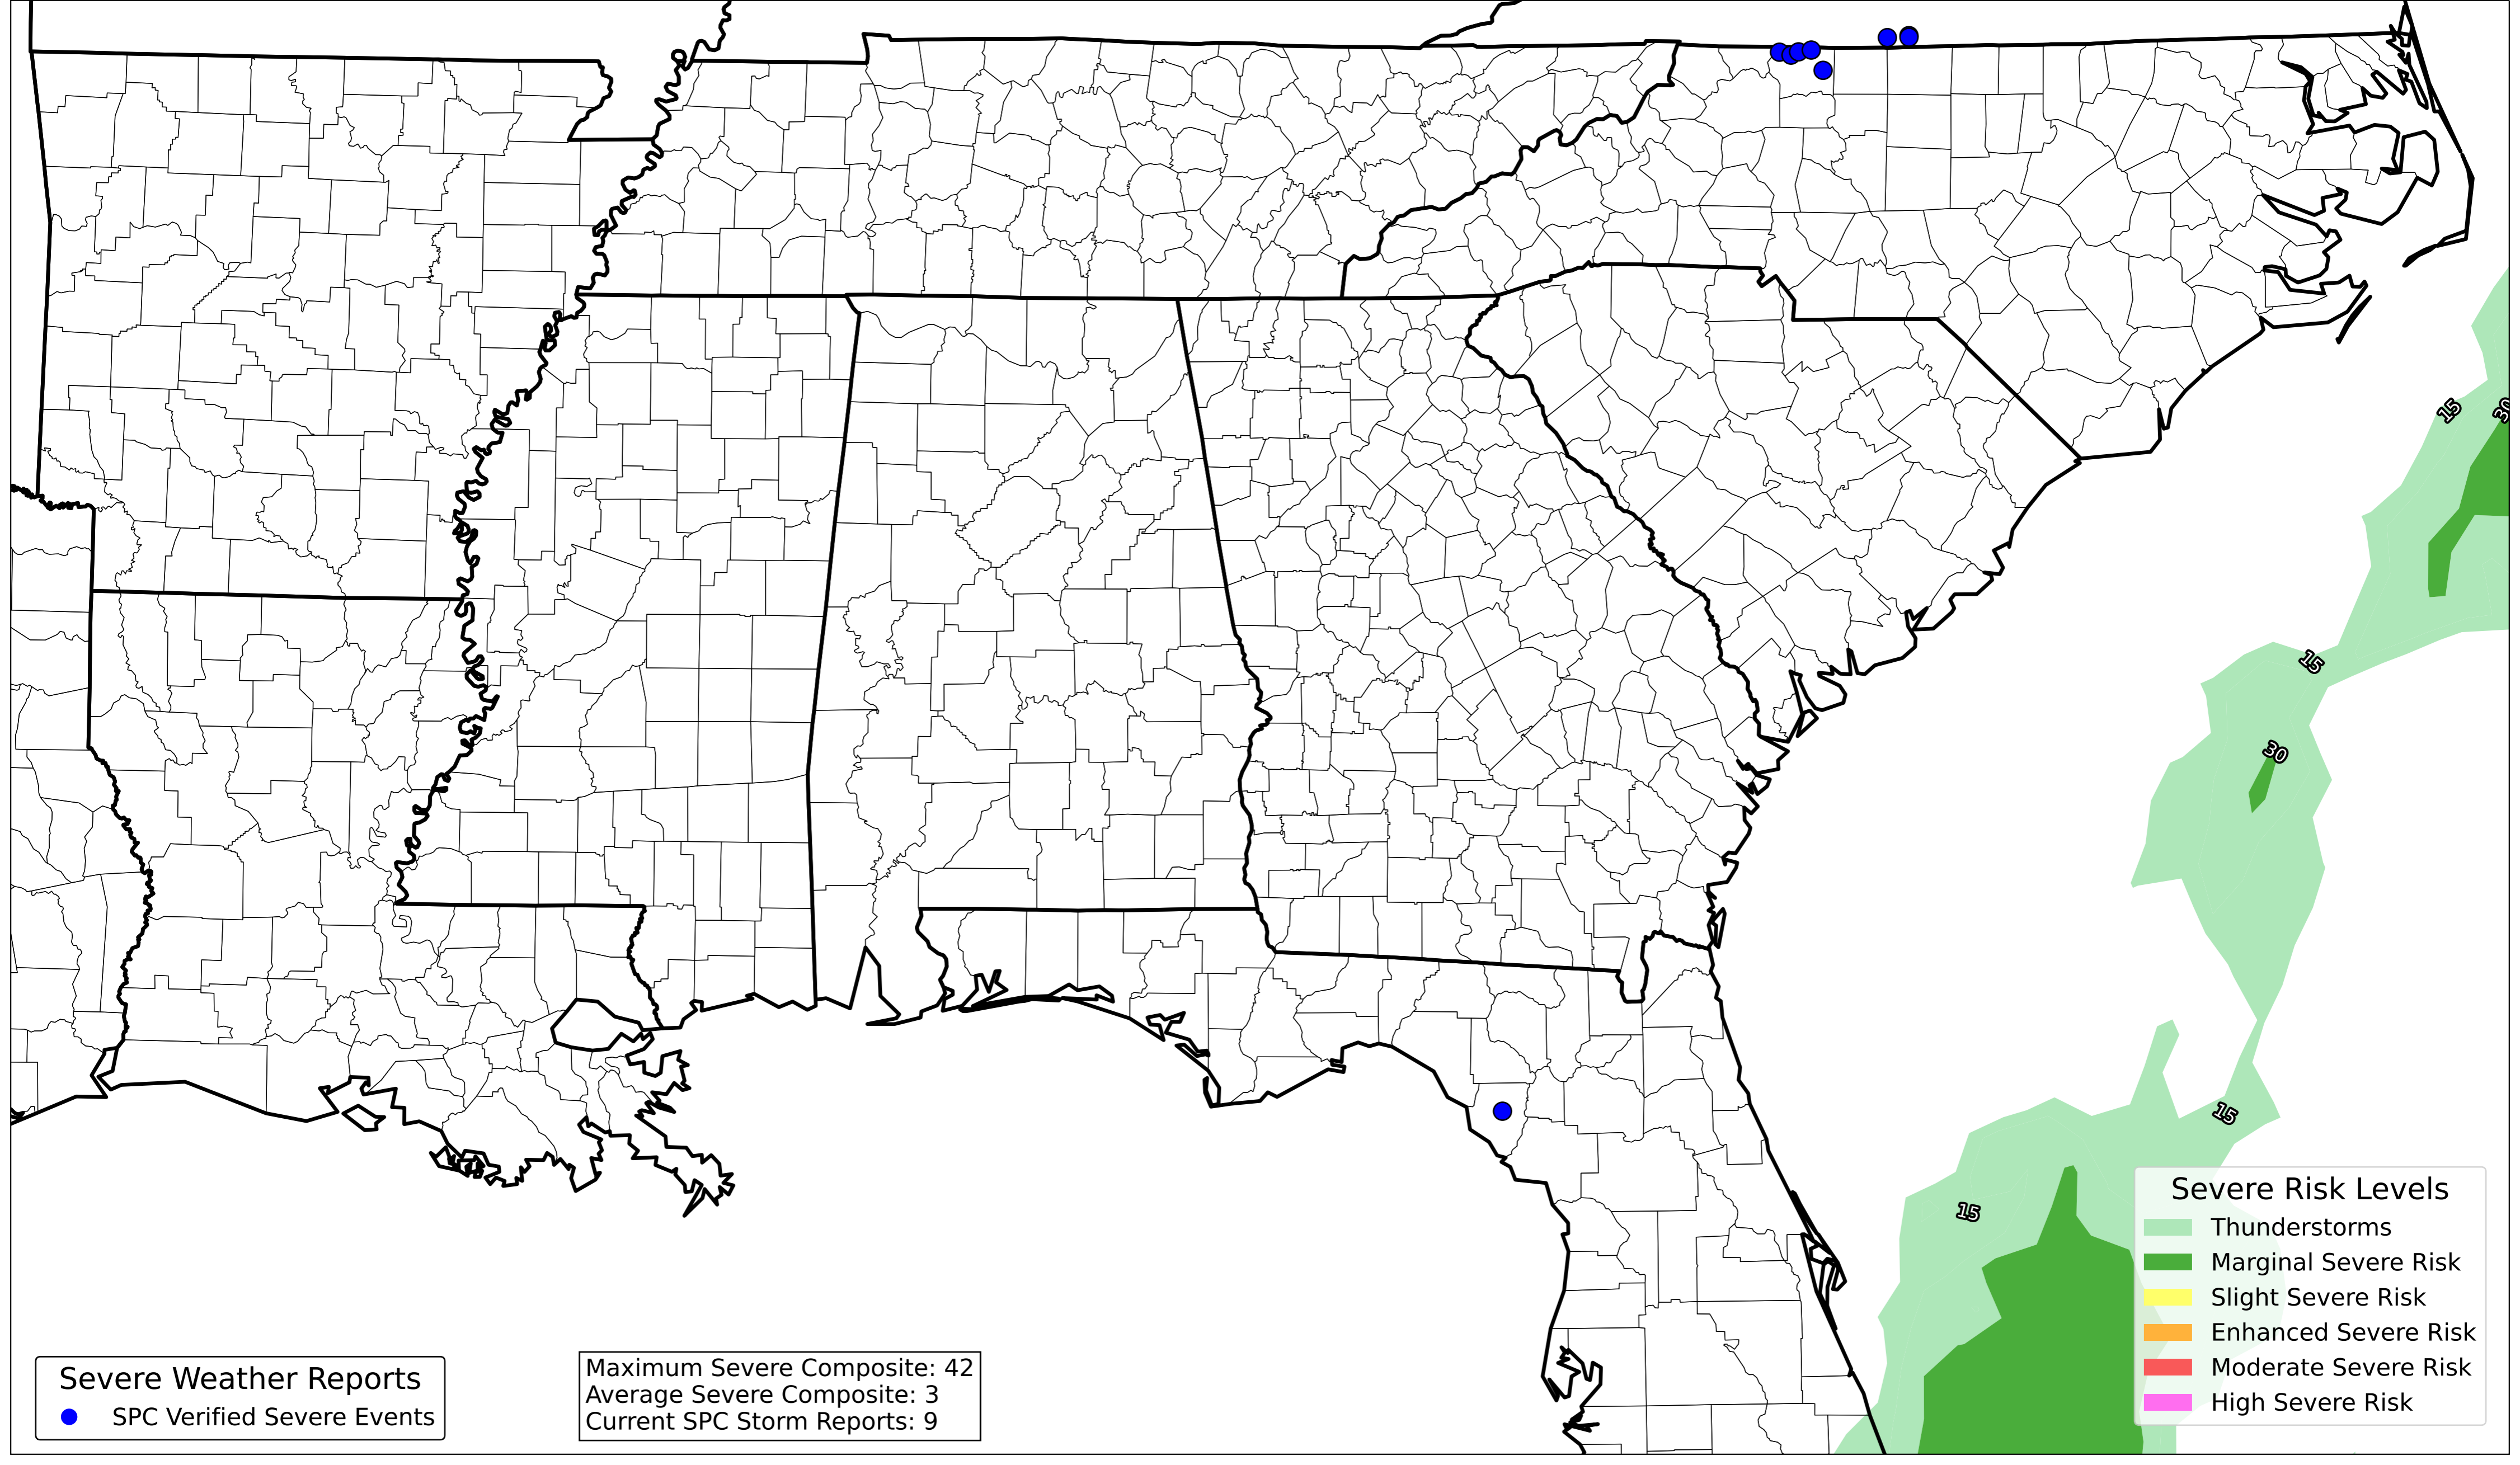 15
30
15
30
15
15
Severe Risk Levels
Thunderstorms
Marginal Severe Risk
Slight Severe Risk
Enhanced Severe Risk
Moderate Severe Risk
High Severe Risk
Severe Weather Reports
SPC Verified Severe Events
Maximum Severe Composite: 42
Average Severe Composite: 3
Current SPC Storm Reports: 9